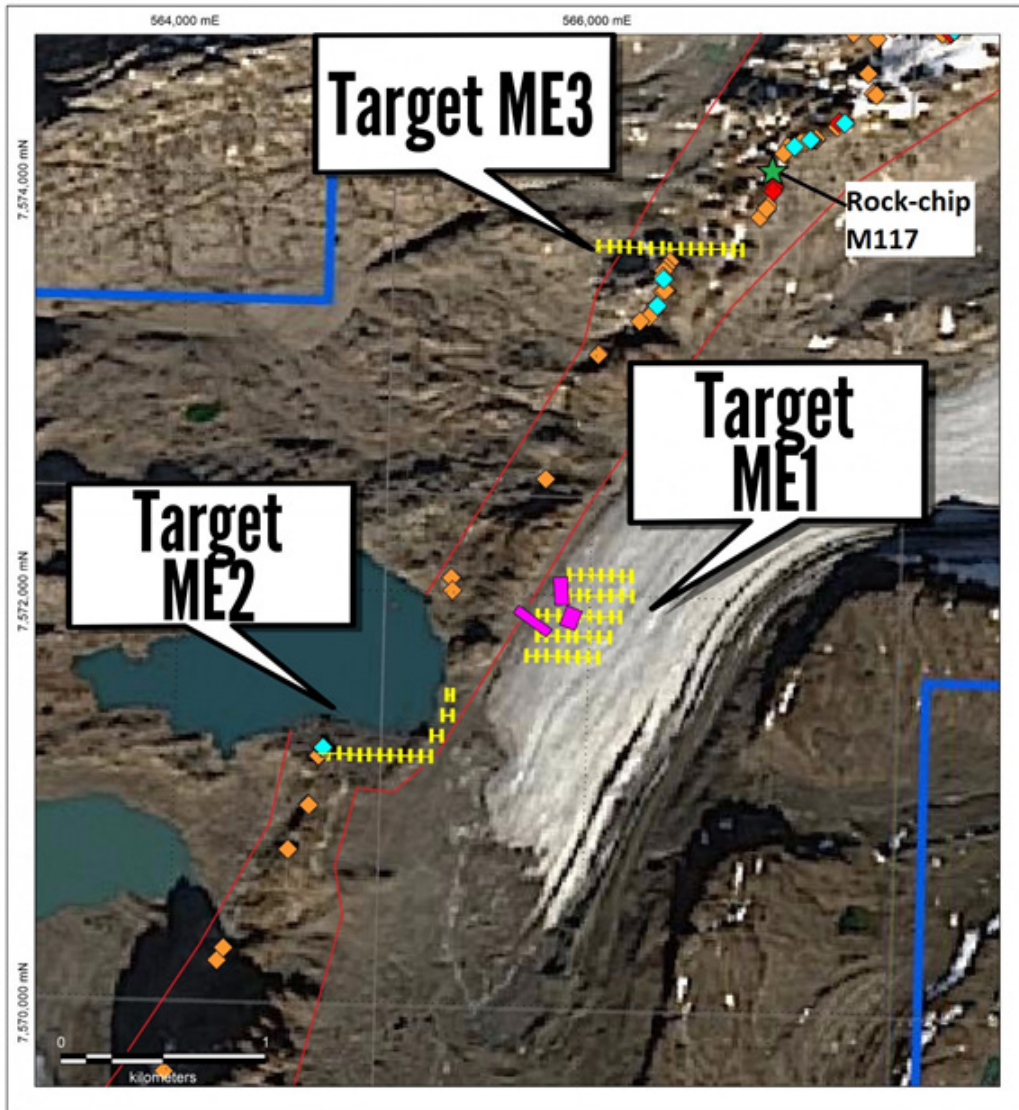 564,000 mE
566,000 mE
Target ME3
7,574,000 mN
Rock-chip
M117
Target
ME1
Target
ME2
7,572,000 mN
7,570,000 mN
0
1
kilometers